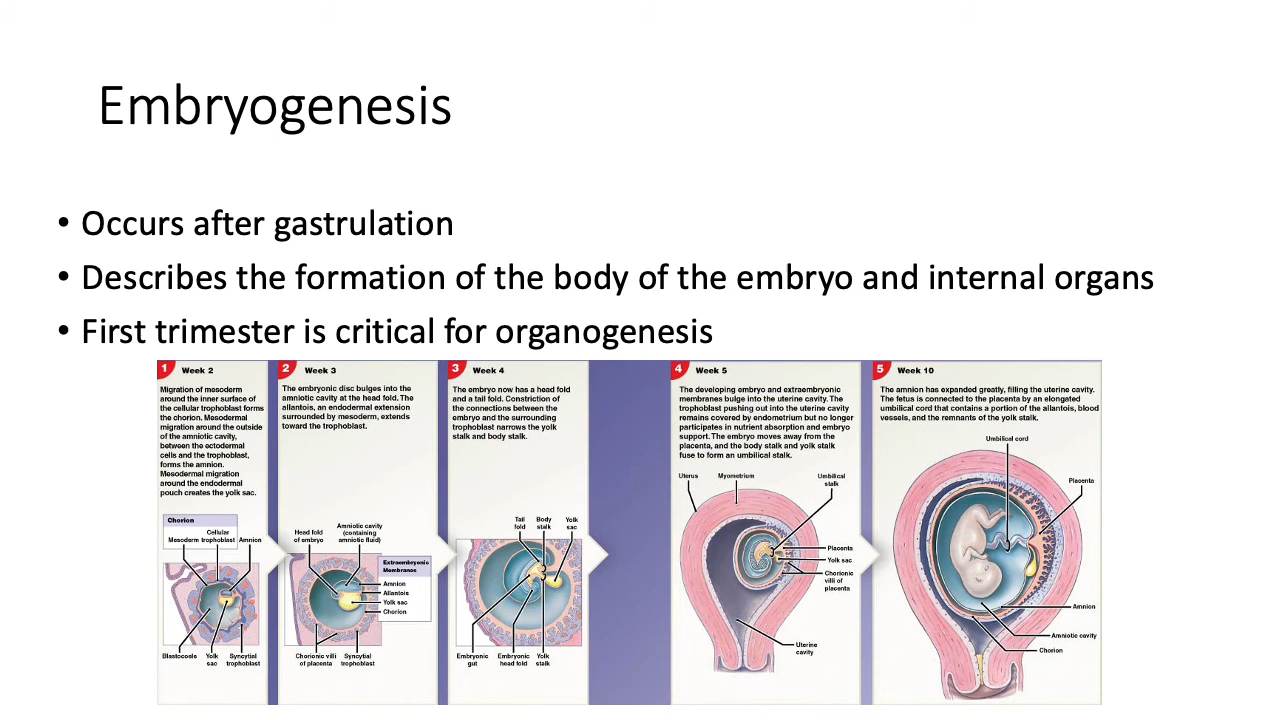 Embryogenesis
• Occurs after gastrulation
• Describes the formation of the body of the embryo and internal organs
• First trimester is critical for organogenesis
1 Week 2
Migration of mesoderm
around the inner surface of
the cellular trophoblast forms
the chorion. Mesodermal
migration around the outside
of the amniotic cavity,
between the ectodermal
cells and the trophoblast,
forms the amnion.
Mesodermal migration
around the endodermal
pouch creates the yolk sac.
Chorion
Cellular
Mesoderm trophoblast Amnion
Blastocoele Yolk Syncytial
sac trophoblast
2 Week 3
The embryonic disc bulges into the
amniotic cavity at the head fold. The
allantois, an endodermal extension
surrounded by mesoderm, extends
toward the trophoblast.
Amniotic cavity
Head fold (containing
of embryo amniotic fluid)
Extraembryonic
Membranes
Amnion
Allantois
Yolk sac
Chorion
Chorionic villi Syncytial
of placenta trophoblast
3 Week 4
The embryo now has a head fold
and a tail fold. Constriction of
the connections between the
embryo and the surrounding
trophoblast narrows the yolk
stalk and body stalk.
Tail Body Yolk
fold stalk sac
Embryonic Embryonic Yolk
gut head fold stalk
4 Week 5
The developing embryo and extraembryonic
membranes bulge into the uterine cavity. The
trophoblast pushing out into the uterine cavity
remains covered by endometrium but no longer
participates in nutrient absorption and embryo
support. The embryo moves away from the
placenta, and the body stalk and yolk stalk
fuse to form an umbilical stalk.
Uterus Myometrium Umbilical
stalk
Placenta
Yolk sac
Chorionic
villi of
placenta
Uterine
cavity
5 Week 10
The amnion has expanded greatly, filling the uterine cavity.
The fetus is connected to the placenta by an elongated
umbilical cord that contains a portion of the allantois, blood
vessels, and the remnants of the yolk stalk.
Umbilical cord
Placenta
Amnion
Amniotic cavity
Chorion